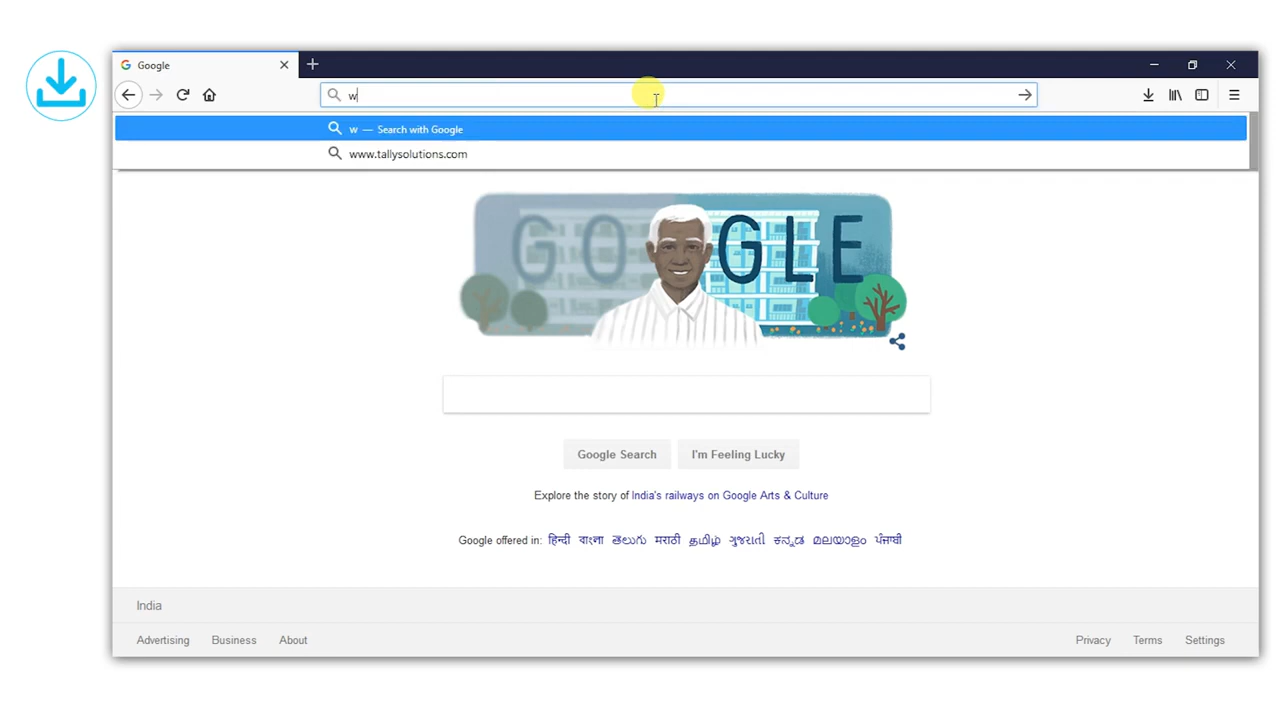 Google
w
w — Search with Google
www.tallysolutions.com
GOOGLE
Google Search
I'm Feeling Lucky
Explore the story of India's railways on Google Arts & Culture
Google offered in: हिन्दी বাংলা తెలుగు मराठी தமிழ் ગુજરાતી ಕನ್ನಡ മലയാളം ਪੰਜਾਬੀ
India
Advertising Business About Privacy Terms Settings